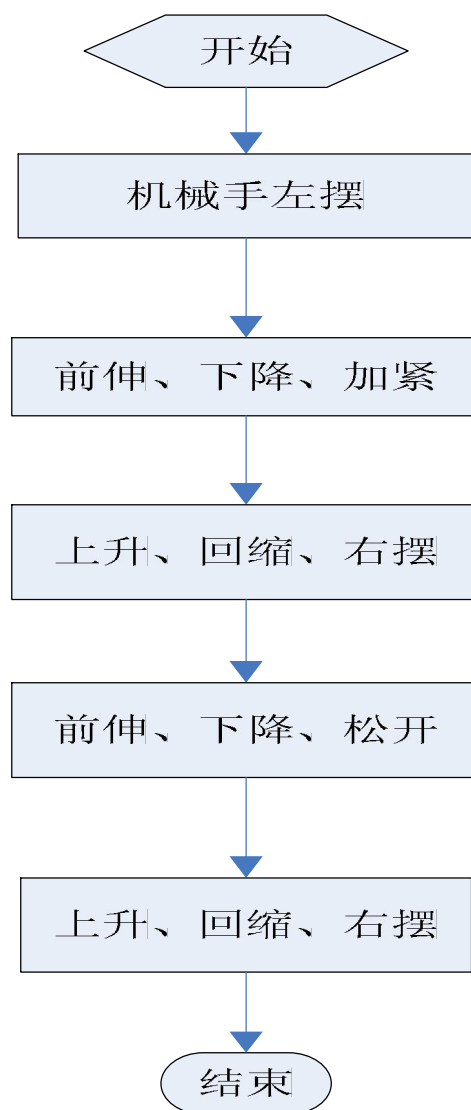 开始
机械手左摆
前伸、下降、加紧
上升、回缩、右摆
前伸、下降、松开
上升、回缩、右摆
结束